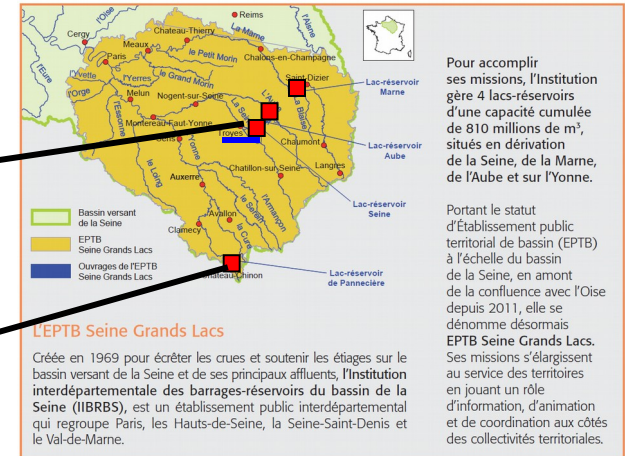 Reims
l'Oise
l'Aisne
La Marne
Cergy
Chateau-Thierry
Meaux
le Petit Morin
Chalons-en-Champagne
Paris
l'Eure
l'Yvette
l'Yerres
le Grand Morin
Saint-Dizier
l'Orge
Melun
Nogent-sur-Seine
L'Aube
La Blaise
Lac-réservoir
Marne
l'Essonne
La Seine
Montereau-Faut-Yonne
Troyes
Sens
Chaumont
Lac-réservoir
Aube
le Loing
l'Yonne
Chatillon-sur-Seine
Langres
Auxerre
le Serein
l'Armançon
Lac-réservoir
Seine
Avallon
Clamecy
la Cure
Chateau-Chinon
Lac-réservoir
de Pannecière
Bassin versant
de la Seine
EPTB
Seine Grands Lacs
Ouvrages de l'EPTB
Seine Grands Lacs
L'EPTB Seine Grands Lacs
Créée en 1969 pour écrêter les crues et soutenir les étiages sur le
bassin versant de la Seine et de ses principaux affluents, l'Institution
interdépartementale des barrages-réservoirs du bassin de la
Seine (IIBRBS), est un établissement public interdépartemental
qui regroupe Paris, les Hauts-de-Seine, la Seine-Saint-Denis et
le Val-de-Marne.
Pour accomplir
ses missions, l'Institution
gère 4 lacs-réservoirs
d'une capacité cumulée
de 810 millions de m³,
situés en dérivation
de la Seine, de la Marne,
de l'Aube et sur l'Yonne.
Portant le statut
d'Établissement public
territorial de bassin (EPTB)
à l'échelle du bassin
de la Seine, en amont
de la confluence avec l'Oise
depuis 2011, elle se
dénomme désormais
EPTB Seine Grands Lacs.
Ses missions s'élargissent
au service des territoires
en jouant un rôle
d'information, d'animation
et de coordination aux côtés
des collectivités territoriales.